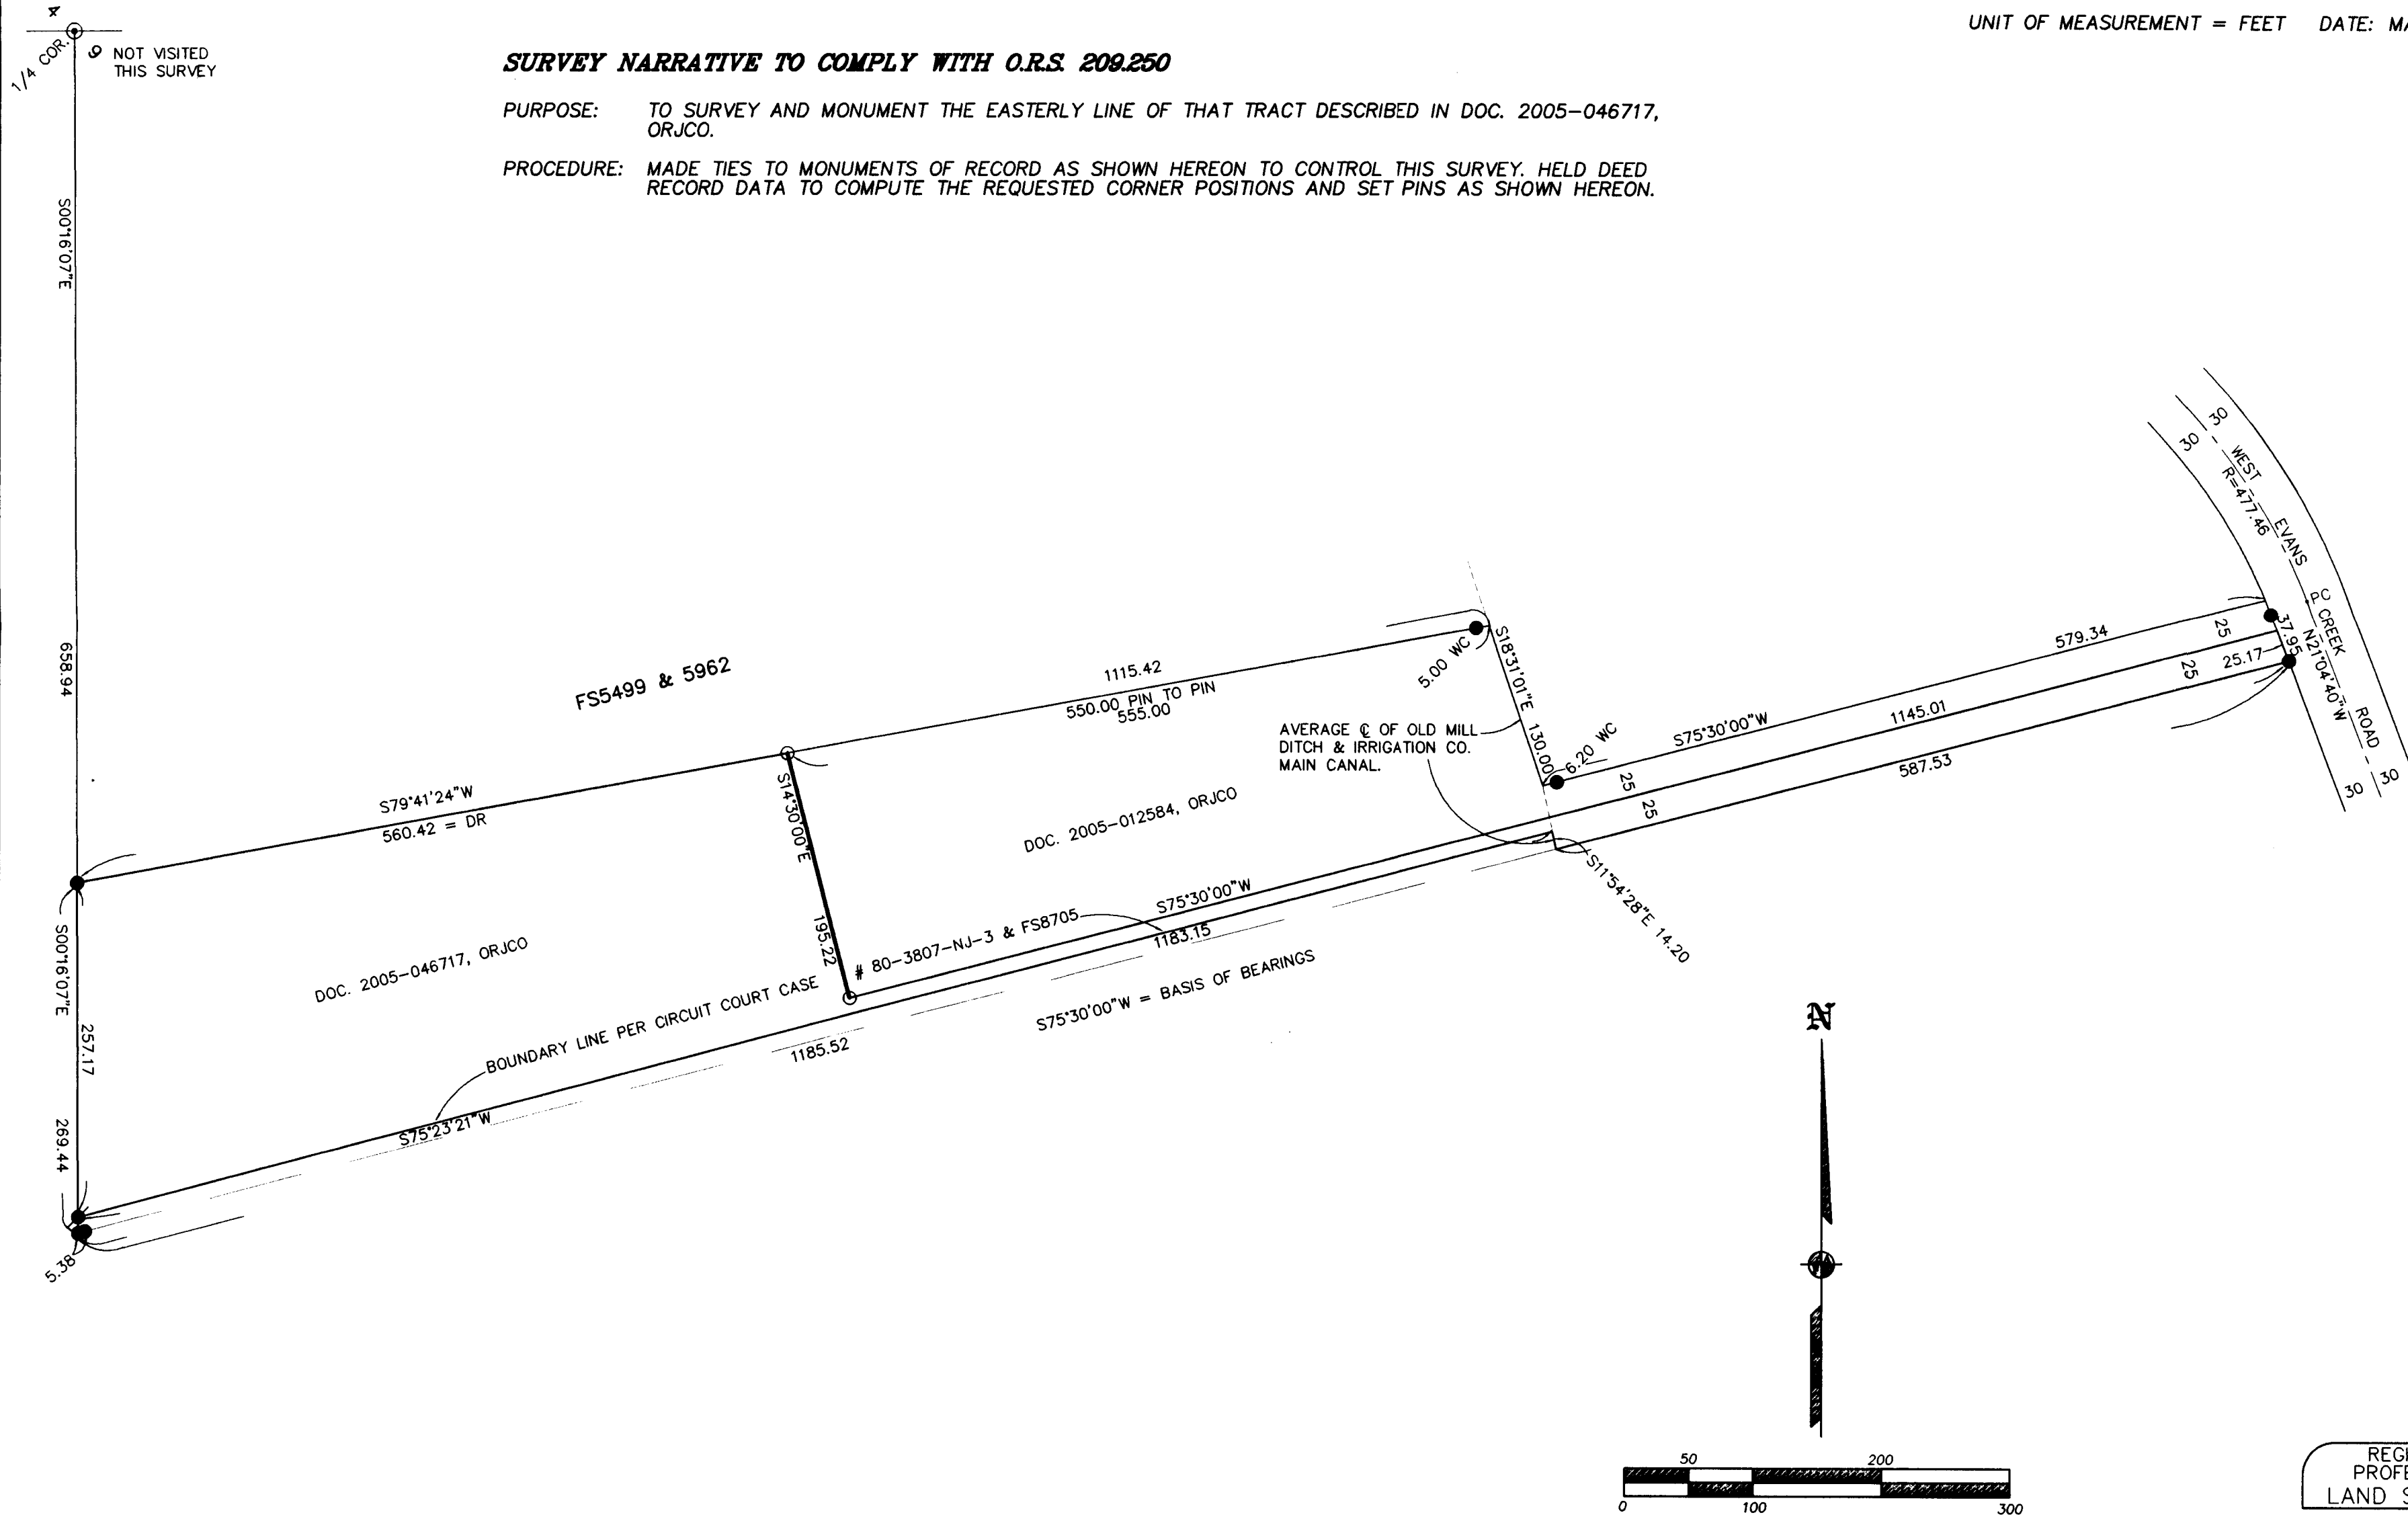 UNIT OF MEASUREMENT = FEET DATE:
4
1/4 COR.
9
NOT VISITED
THIS SURVEY
SURVEY NARRATIVE TO COMPLY WITH O.R.S. 209.250
PURPOSE: TO SURVEY AND MONUMENT THE EASTERLY LINE OF THAT TRACT DESCRIBED IN DOC. 2005-046717,
ORJCO.
PROCEDURE: MADE TIES TO MONUMENTS OF RECORD AS SHOWN HEREON TO CONTROL THIS SURVEY. HELD DEED
RECORD DATA TO COMPUTE THE REQUESTED CORNER POSITIONS AND SET PINS AS SHOWN HEREON.
S00°16'07"E
658.94
30
30
WEST EVANS CREEK ROAD
R=477.46
PC
N21°04'40"W
37.95
25.17
30
30
FS5499 & 5962
1115.42
550.00 PIN TO PIN
555.00
5.00 WC
S18°31'01"E 130.00
AVERAGE ℄ OF OLD MILL
DITCH & IRRIGATION CO.
MAIN CANAL.
6.20 WC
579.34
S75°30'00"W
1145.01
587.53
25
25
25
25
S79°41'24"W
560.42 = DR
S14°30'00"E
195.22
DOC. 2005-012584, ORJCO
S75°30'00"W
1183.15
S11°54'28"E 14.20
DOC. 2005-046717, ORJCO
BOUNDARY LINE PER CIRCUIT COURT CASE # 80-3807-NJ-3 & FS8705
S75°30'00"W = BASIS OF BEARINGS
1185.52
S75°23'21"W
S00°16'07"E
257.17
269.44
5.38
N
50 200
0 100 300
LAND